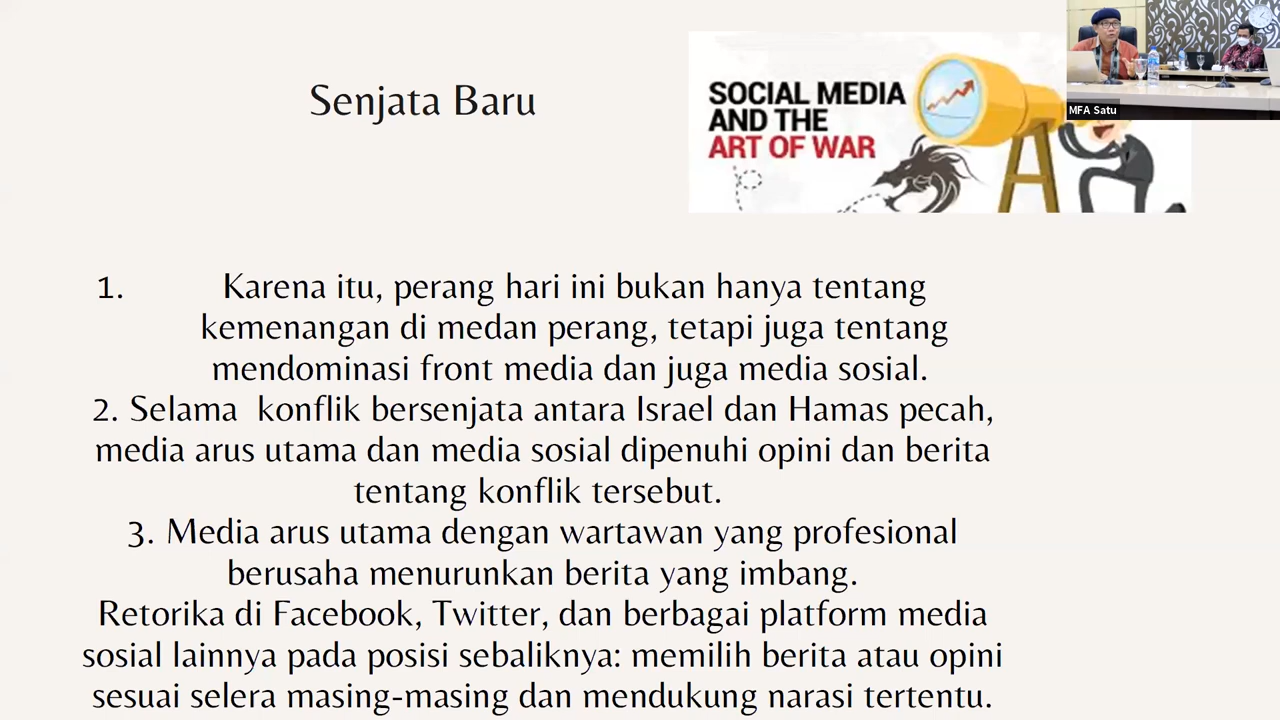 Senjata Baru
SOCIAL MEDIA
AND THE
ART OF WAR
MFA Satu
1. Karena itu, perang hari ini bukan hanya tentang
kemenangan di medan perang, tetapi juga tentang
mendominasi front media dan juga media sosial.
2. Selama  konflik bersenjata antara Israel dan Hamas pecah,
media arus utama dan media sosial dipenuhi opini dan berita
tentang konflik tersebut.
3. Media arus utama dengan wartawan yang profesional
berusaha menurunkan berita yang imbang.
Retorika di Facebook, Twitter, dan berbagai platform media
sosial lainnya pada posisi sebaliknya: memilih berita atau opini
sesuai selera masing-masing dan mendukung narasi tertentu.